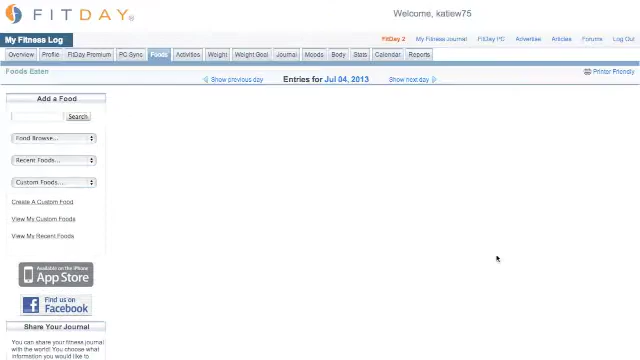 FITDAY®
Welcome, katiew75
My Fitness Log
FitDay 2 My Fitness Journal FitDay PC Advertise Articles Forums Log Out
Overview Profile FitDay Premium PC Sync Foods Activities Weight Weight Goal Journal Moods Body Stats Calendar Reports
Foods Eaten
Show previous day Entries for Jul 04, 2013 Show next day
Printer Friendly
Add a Food
Search
Food Browse...
Recent Foods...
Custom Foods...
Create A Custom Food
View My Custom Foods
View My Recent Foods
Available on the iPhone
App Store
Find us on
Facebook
Share Your Journal
You can share your fitness journal
with the world! You choose what
information you would like to